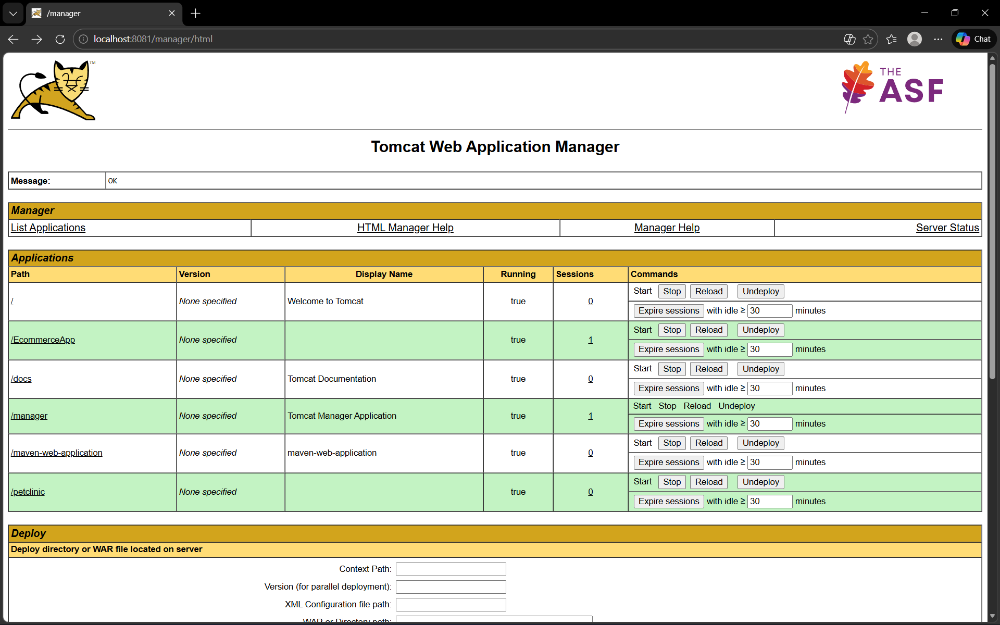 /manager
localhost:8081/manager/html
Chat
TM
THE
ASF
Tomcat Web Application Manager
Message: OK
Manager
List Applications HTML Manager Help Manager Help Server Status
Applications
Path Version Display Name Running Sessions Commands
/ None specified Welcome to Tomcat true 0 Start Stop Reload Undeploy
Expire sessions with idle ≥ 30 minutes
/EcommerceApp None specified true 1 Start Stop Reload Undeploy
Expire sessions with idle ≥ 30 minutes
/docs None specified Tomcat Documentation true 0 Start Stop Reload Undeploy
Expire sessions with idle ≥ 30 minutes
/manager None specified Tomcat Manager Application true 1 Start Stop Reload Undeploy
Expire sessions with idle ≥ 30 minutes
/maven-web-application None specified maven-web-application true 0 Start Stop Reload Undeploy
Expire sessions with idle ≥ 30 minutes
/petclinic None specified true 0 Start Stop Reload Undeploy
Expire sessions with idle ≥ 30 minutes
Deploy
Deploy directory or WAR file located on server
Context Path:
Version (for parallel deployment):
XML Configuration file path:
WAR or Directory path: